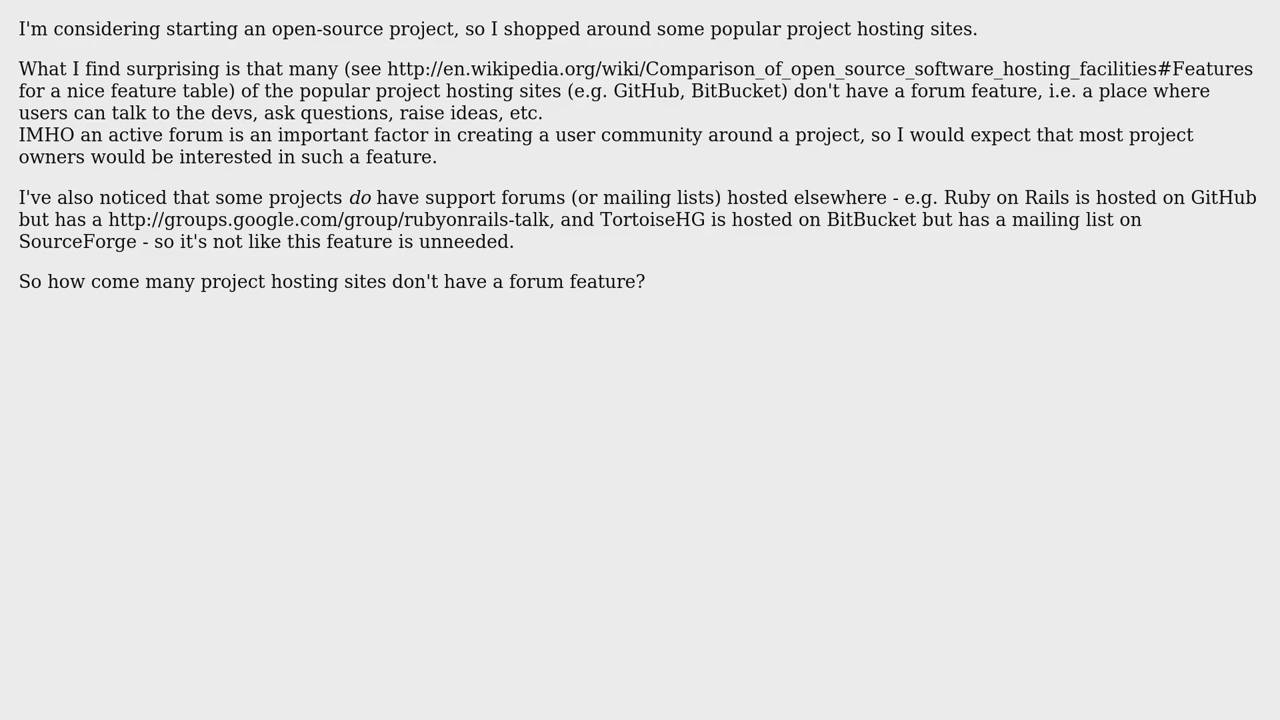 I'm considering starting an open-source project, so I shopped around some popular project hosting sites.
What I find surprising is that many (see http://en.wikipedia.org/wiki/Comparison_of_open_source_software_hosting_facilities#Features
for a nice feature table) of the popular project hosting sites (e.g. GitHub, BitBucket) don't have a forum feature, i.e. a place where
users can talk to the devs, ask questions, raise ideas, etc.
IMHO an active forum is an important factor in creating a user community around a project, so I would expect that most project
owners would be interested in such a feature.
I've also noticed that some projects do have support forums (or mailing lists) hosted elsewhere - e.g. Ruby on Rails is hosted on GitHub
but has a http://groups.google.com/group/rubyonrails-talk, and TortoiseHG is hosted on BitBucket but has a mailing list on
SourceForge - so it's not like this feature is unneeded.
So how come many project hosting sites don't have a forum feature?